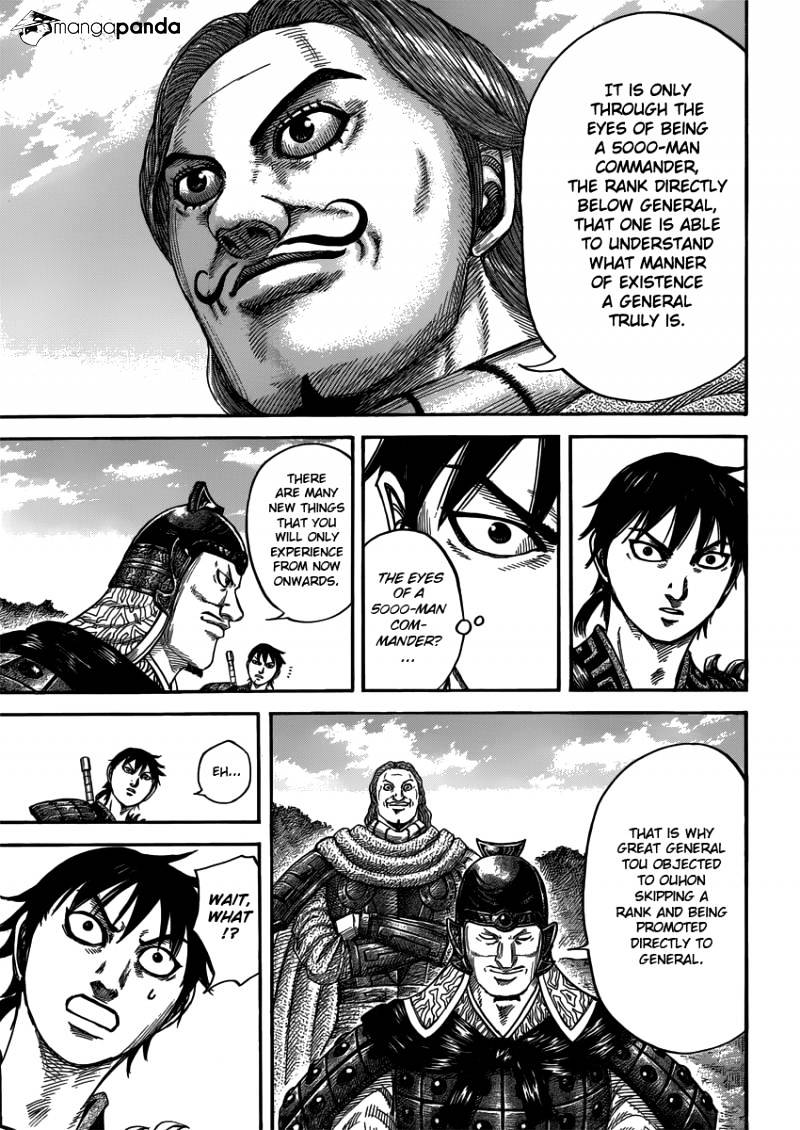 mangapanda
IT IS ONLY
THROUGH THE
EYES OF BEING
A 5000-MAN
COMMANDER,
THE RANK DIRECTLY
BELOW GENERAL,
THAT ONE IS ABLE
TO UNDERSTAND
WHAT MANNER
OF EXISTENCE
A GENERAL
TRULY IS.
THE EYES
OF A
5000-MAN
COM-
MANDER?
...
THERE
ARE MANY
NEW THINGS
THAT YOU
WILL ONLY
EXPERIENCE
FROM NOW
ONWARDS.
...
THAT IS WHY
GREAT GENERAL
TOU OBJECTED
TO OUHON
SKIPPING A
RANK AND BEING
PROMOTED
DIRECTLY TO
GENERAL.
EH...
WAIT,
WHAT
!?